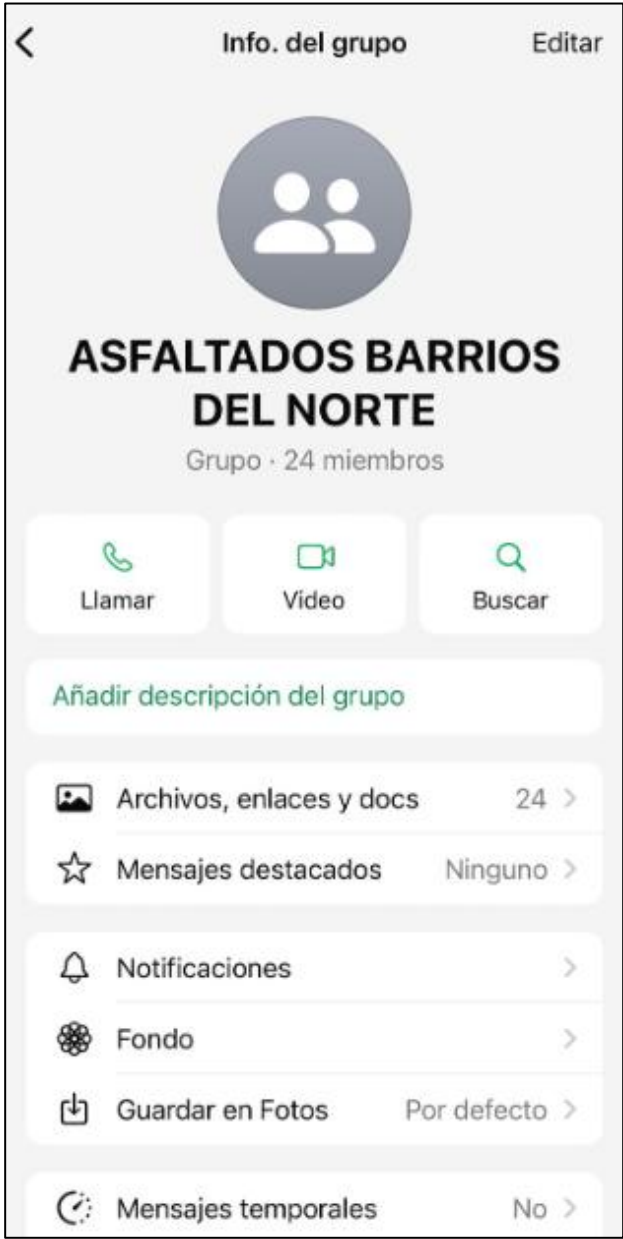 Info. del grupo
Editar
ASFALTADOS BARRIOS
DEL NORTE
Grupo · 24 miembros
Llamar
Video
Buscar
Añadir descripción del grupo
Archivos, enlaces y docs 24
Mensajes destacados Ninguno
Notificaciones
Fondo
Guardar en Fotos Por defecto
Mensajes temporales No